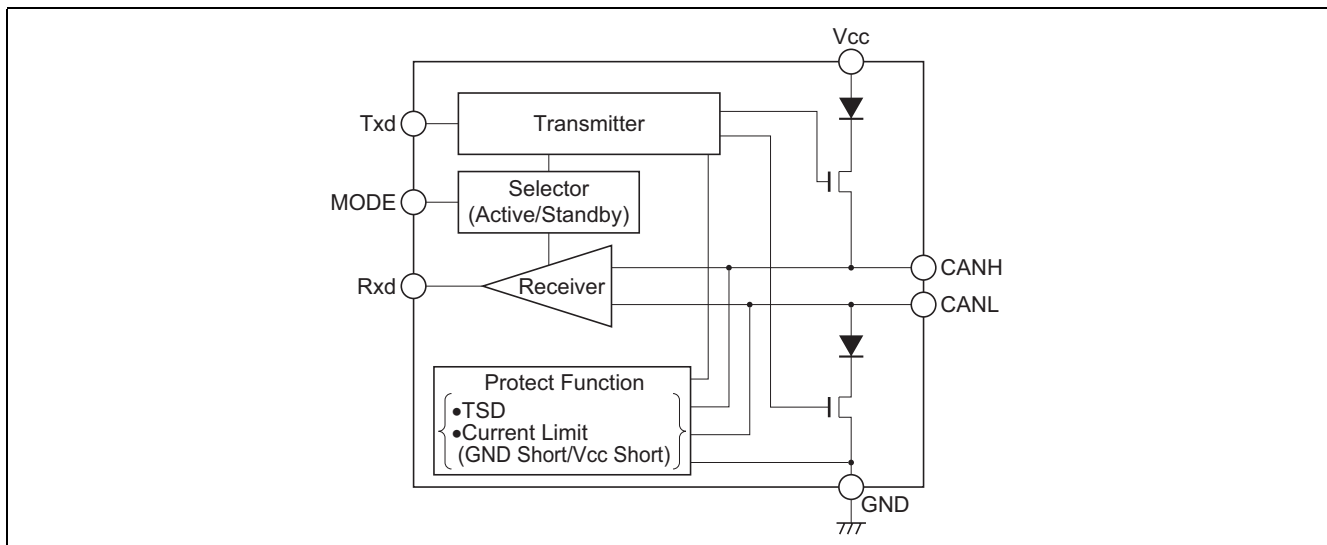 Vcc
Txd
Transmitter
MODE
Selector
(Active/Standby)
Rxd
Receiver
CANH
CANL
Protect Function
•TSD
•Current Limit
(GND Short/Vcc Short)
GND